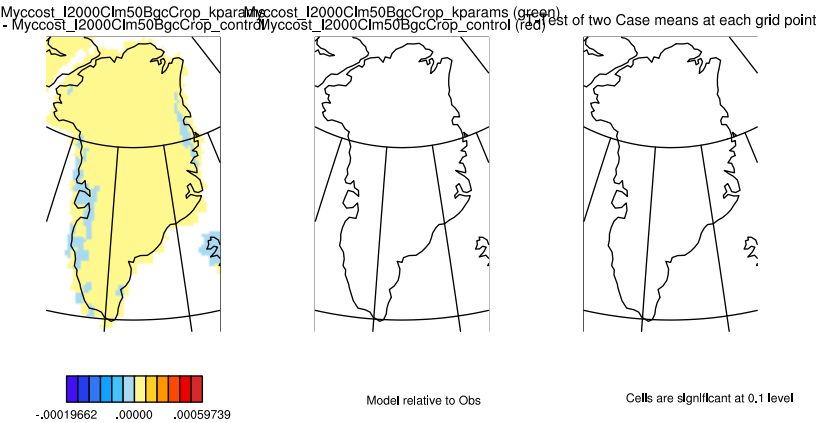 Myccost_I2000Clm50BgcCrop_kparams
- Myccost_I2000Clm50BgcCrop_control
Myccost_I2000Clm50BgcCrop_kparams (green)
Myccost_I2000Clm50BgcCrop_control (red)
T-Test of two Case means at each grid point
-.00019662 .00000 .00059739
Model relative to Obs
Cells are significant at 0.1 level